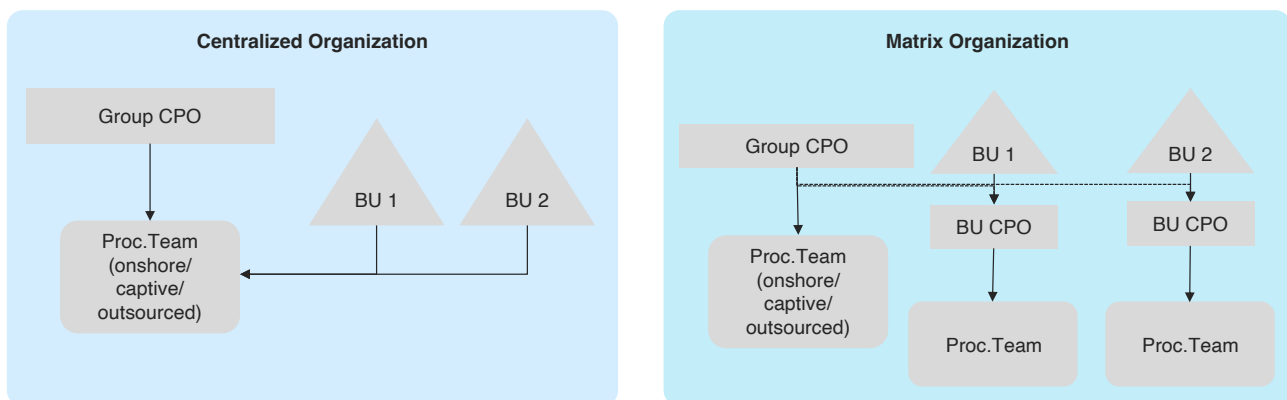 Centralized Organization
Group CPO
BU 1
BU 2
Proc.Team
(onshore/
captive/
outsourced)
Matrix Organization
Group CPO
BU 1
BU 2
BU CPO
BU CPO
Proc.Team
(onshore/
captive/
outsourced)
Proc.Team
Proc.Team